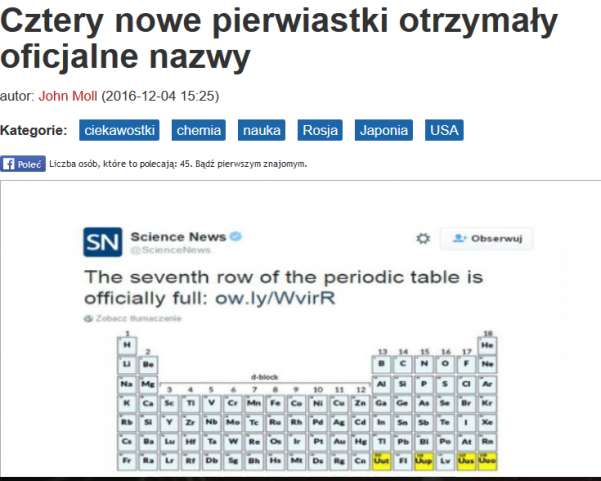 Cztery nowe pierwiastki otrzymały
oficjalne nazwy
autor: John Moll (2016-12-04 15:25)
Kategorie: ciekawostki chemia nauka Rosja Japonia USA
f Poleć Liczba osób, które to polecają: 45. Bądź pierwszym znajomym.
SN Science News Obserwuj
@ScienceNews
The seventh row of the periodic table is
officially full: ow.ly/WvirR
Zobacz tłumaczenie
1 18
H 2 13 14 15 16 17 He
Li Be d-block B C N O F Ne
Na Mg 3 4 5 6 7 8 9 10 11 12 Al Si P S Cl Ar
K Ca Sc Ti V Cr Mn Fe Co Ni Cu Zn Ga Ge As Se Br Kr
Rb Sr Y Zr Nb Mo Tc Ru Rh Pd Ag Cd In Sn Sb Te I Xe
Cs Ba Lu Hf Ta W Re Os Ir Pt Au Hg Tl Pb Bi Po At Rn
Fr Ra Lr Rf Db Sg Bh Hs Mt Ds Rg Cn Uut Fl Uup Lv Uus Uuo